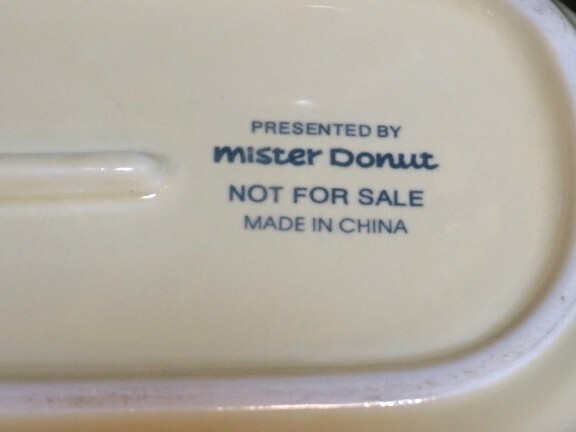 PRESENTED BY
mister Donut
NOT FOR SALE
MADE IN CHINA